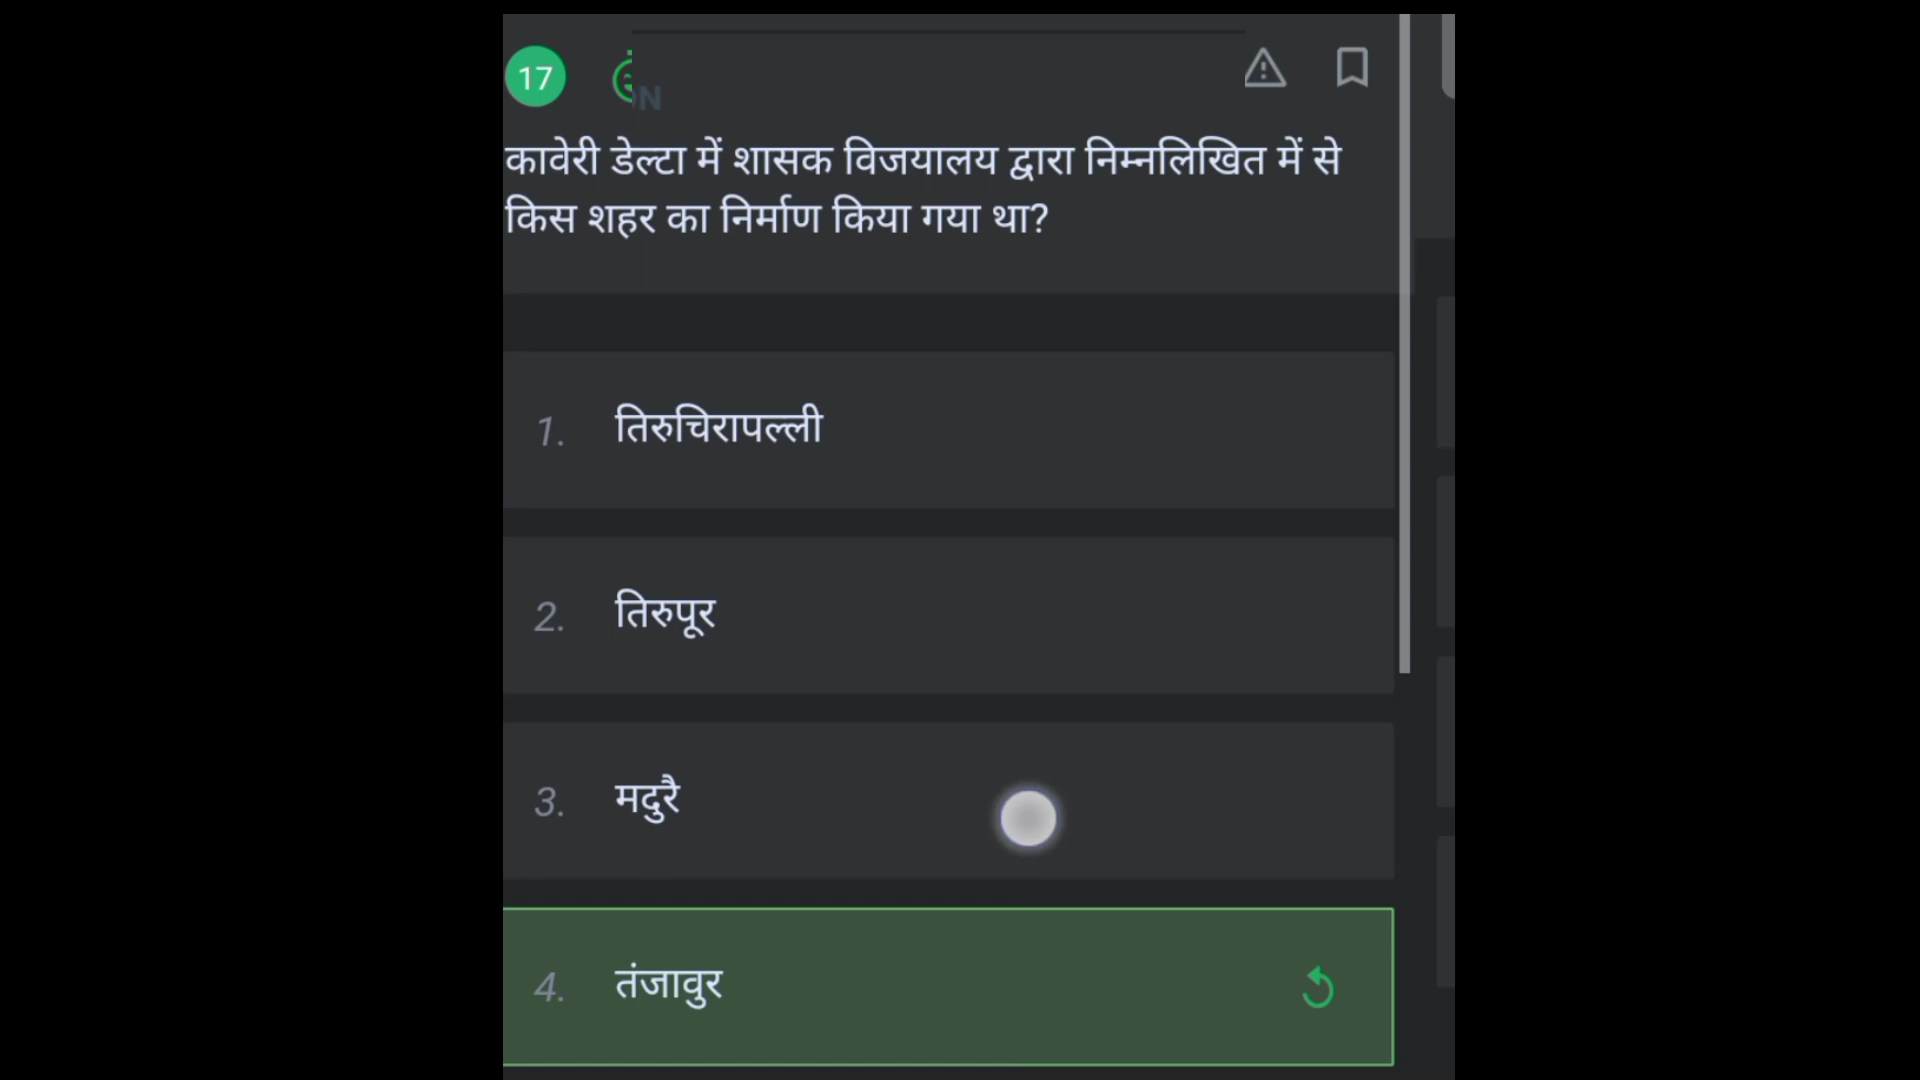 17
कावेरी डेल्टा में शासक विजयालय द्वारा निम्नलिखित में से
किस शहर का निर्माण किया गया था?
1. तिरुचिरापल्ली
2. तिरुपूर
3. मदुरै
4. तंजावुर